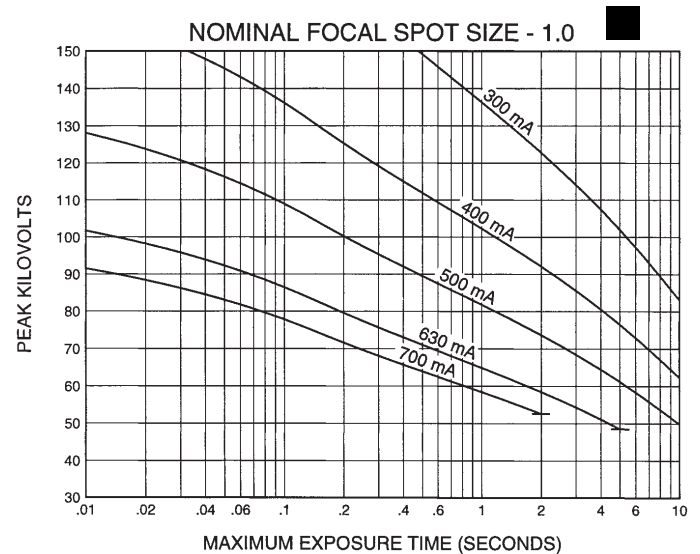 NOMINAL FOCAL SPOT SIZE - 1.0
150
140
130
120
110
100
90
80
70
60
50
40
30
PEAK KILOVOLTS
300 mA
400 mA
500 mA
630 mA
700 mA
.01 .02 .04 .06 .1 .2 .4 .6 1 2 4 6 10
MAXIMUM EXPOSURE TIME (SECONDS)